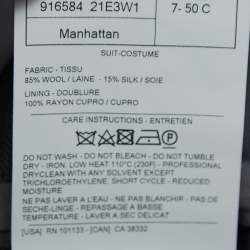 916584 21E3W1 7- 50 C
Manhattan
SUIT-COSTUME
FABRIC - TISSU
85% WOOL / LAINE - 15% SILK / SOIE
LINING - DOUBLURE
100% RAYON CUPRO / CUPRO
CARE INSTRUCTIONS - ENTRETIEN
DO NOT WASH - DO NOT BLEACH - DO NOT TUMBLE
DRY - IRON. LOW HEAT 110°C (230F) - PROFESSIONAL
DRYCLEAN WITH ANY SOLVENT EXCEPT
TRICHLOROETHYLENE. SHORT CYCLE - REDUCED
MOISTURE
NE PAS LAVER A L'EAU - NE PAS BLANCHIR - PAS DE
SECHE-LINGE - REPASSAGE A BASSE
TEMPERATURE - LAVER A SEC DELICAT
[USA] RN 101133 - [CAN] CA 38332